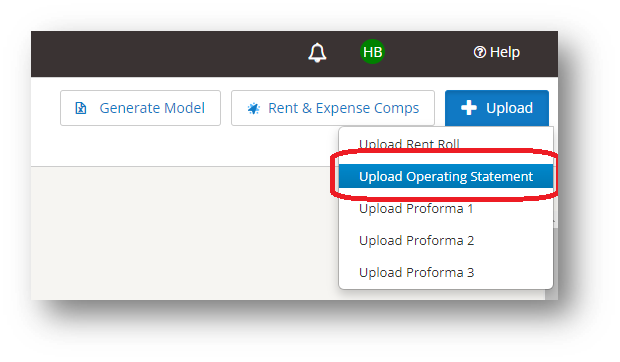 HB
Help
Generate Model
Rent & Expense Comps
Upload
Upload Rent Roll
Upload Operating Statement
Upload Proforma 1
Upload Proforma 2
Upload Proforma 3